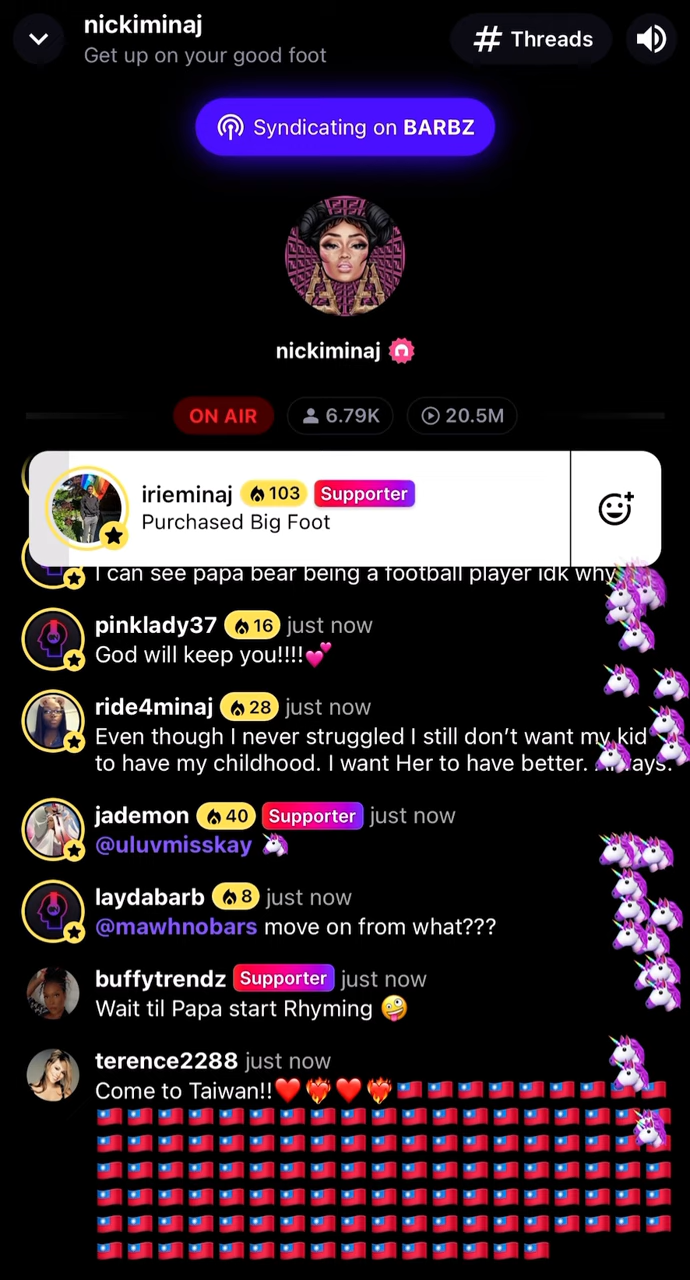 nickiminaj
Get up on your good foot
# Threads
Syndicating on BARBZ
nickiminaj
ON AIR 6.79K 20.5M
irieminaj 103 Supporter
Purchased Big Foot
I can see papa bear being a football player idk why
pinklady37 16 just now
God will keep you!!!!💕
ride4minaj 28 just now
Even though I never struggled I still don’t want my kid
to have my childhood. I want Her to have better.
jademon 40 Supporter just now
@uluvmisskay 🦄
laydabarb 8 just now
@mawhnobars move on from what???
buffytrendz Supporter just now
Wait til Papa start Rhyming 🤪
terence2288 just now
Come to Taiwan!!❤️❤️‍🔥❤️❤️‍🔥🇹🇼🇹🇼🇹🇼🇹🇼🇹🇼🇹🇼🇹🇼🇹🇼🇹🇼
🇹🇼🇹🇼🇹🇼🇹🇼🇹🇼🇹🇼🇹🇼🇹🇼🇹🇼🇹🇼🇹🇼🇹🇼🇹🇼🇹🇼🇹🇼🇹🇼🇹🇼🇹🇼🇹🇼
🇹🇼🇹🇼🇹🇼🇹🇼🇹🇼🇹🇼🇹🇼🇹🇼🇹🇼🇹🇼🇹🇼🇹🇼🇹🇼🇹🇼🇹🇼🇹🇼🇹🇼🇹🇼🇹🇼
🇹🇼🇹🇼🇹🇼🇹🇼🇹🇼🇹🇼🇹🇼🇹🇼🇹🇼🇹🇼🇹🇼🇹🇼🇹🇼🇹🇼🇹🇼🇹🇼🇹🇼🇹🇼🇹🇼
🇹🇼🇹🇼🇹🇼🇹🇼🇹🇼🇹🇼🇹🇼🇹🇼🇹🇼🇹🇼🇹🇼🇹🇼🇹🇼🇹🇼🇹🇼🇹🇼🇹🇼🇹🇼🇹🇼
🇹🇼🇹🇼🇹🇼🇹🇼🇹🇼🇹🇼🇹🇼🇹🇼🇹🇼🇹🇼🇹🇼🇹🇼🇹🇼🇹🇼🇹🇼🇹🇼🇹🇼🇹🇼🇹🇼
🇹🇼🇹🇼🇹🇼🇹🇼🇹🇼🇹🇼🇹🇼🇹🇼🇹🇼🇹🇼🇹🇼🇹🇼🇹🇼🇹🇼🇹🇼